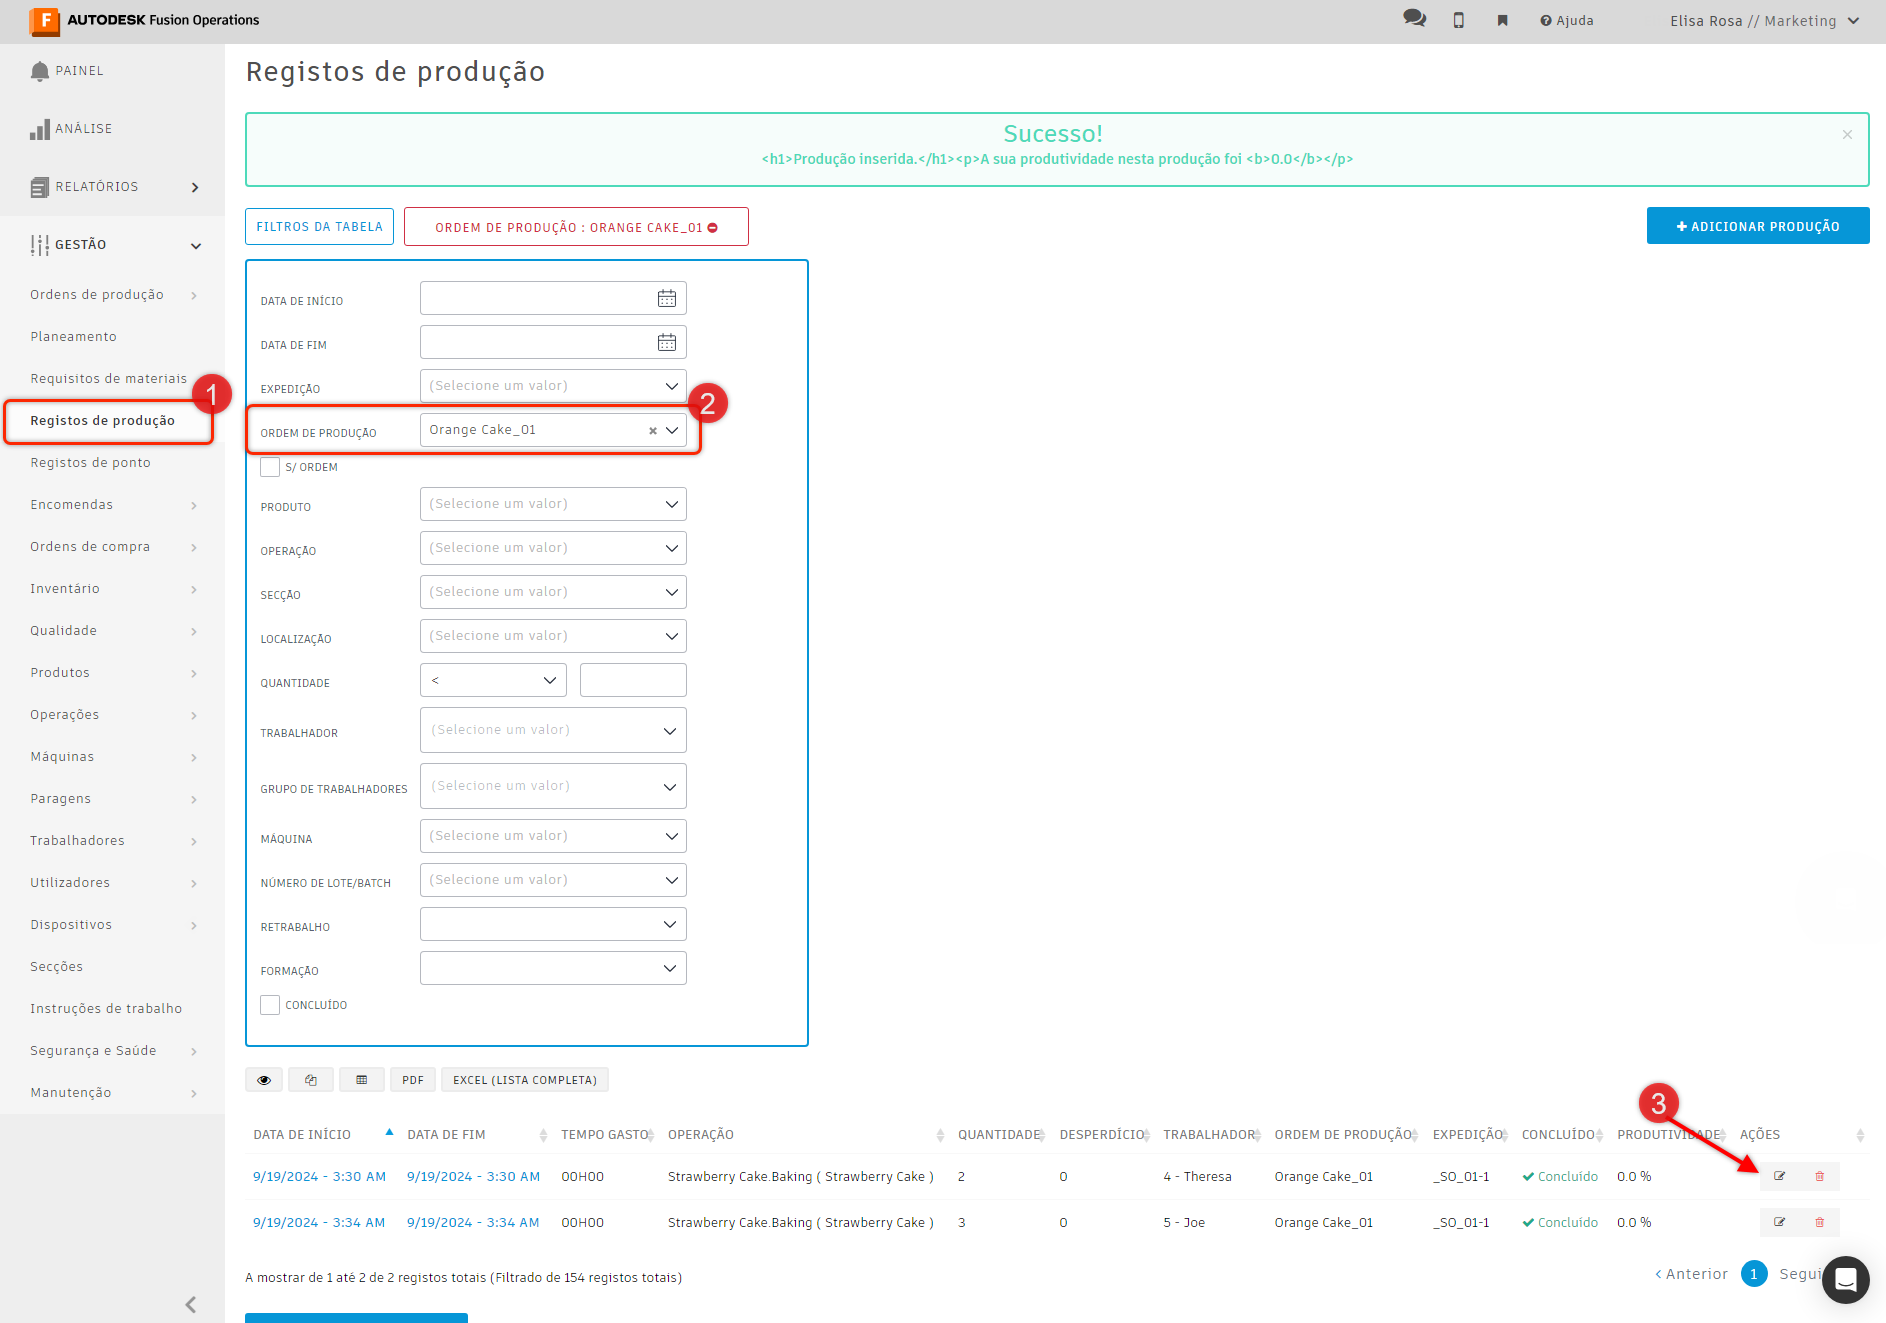 AUTODESK Fusion Operations
Ajuda
Elisa Rosa // Marketing
PAINEL
ANÁLISE
RELATÓRIOS
GESTÃO
Ordens de produção
Planeamento
Requisitos de materiais
1
Registos de produção
Registos de ponto
Encomendas
Ordens de compra
Inventário
Qualidade
Produtos
Operações
Máquinas
Paragens
Trabalhadores
Utilizadores
Dispositivos
Secções
Instruções de trabalho
Segurança e Saúde
Manutenção
Registos de produção
Sucesso!
<h1>Produção inserida.</h1><p>A sua produtividade nesta produção foi <b>0.0</b></p>
FILTROS DA TABELA
ORDEM DE PRODUÇÃO : ORANGE CAKE_01
+ ADICIONAR PRODUÇÃO
DATA DE INÍCIO
DATA DE FIM
EXPEDIÇÃO (Selecione um valor)
2
ORDEM DE PRODUÇÃO Orange Cake_01
S/ ORDEM
PRODUTO (Selecione um valor)
OPERAÇÃO (Selecione um valor)
SECÇÃO (Selecione um valor)
LOCALIZAÇÃO (Selecione um valor)
QUANTIDADE <
TRABALHADOR (Selecione um valor)
GRUPO DE TRABALHADORES (Selecione um valor)
MÁQUINA (Selecione um valor)
NÚMERO DE LOTE/BATCH (Selecione um valor)
RETRABALHO
FORMAÇÃO
CONCLUÍDO
PDF EXCEL (LISTA COMPLETA)
3
DATA DE INÍCIO DATA DE FIM TEMPO GASTO OPERAÇÃO QUANTIDADE DESPERDÍCIO TRABALHADOR ORDEM DE PRODUÇÃO EXPEDIÇÃO CONCLUÍDO PRODUTIVIDADE AÇÕES
9/19/2024 - 3:30 AM 9/19/2024 - 3:30 AM 00H00 Strawberry Cake.Baking ( Strawberry Cake ) 2 0 4 - Theresa Orange Cake_01 _SO_01-1 Concluído 0.0 %
9/19/2024 - 3:34 AM 9/19/2024 - 3:34 AM 00H00 Strawberry Cake.Baking ( Strawberry Cake ) 3 0 5 - Joe Orange Cake_01 _SO_01-1 Concluído 0.0 %
A mostrar de 1 até 2 de 2 registos totais (Filtrado de 154 registos totais)
‹ Anterior 1 Segui